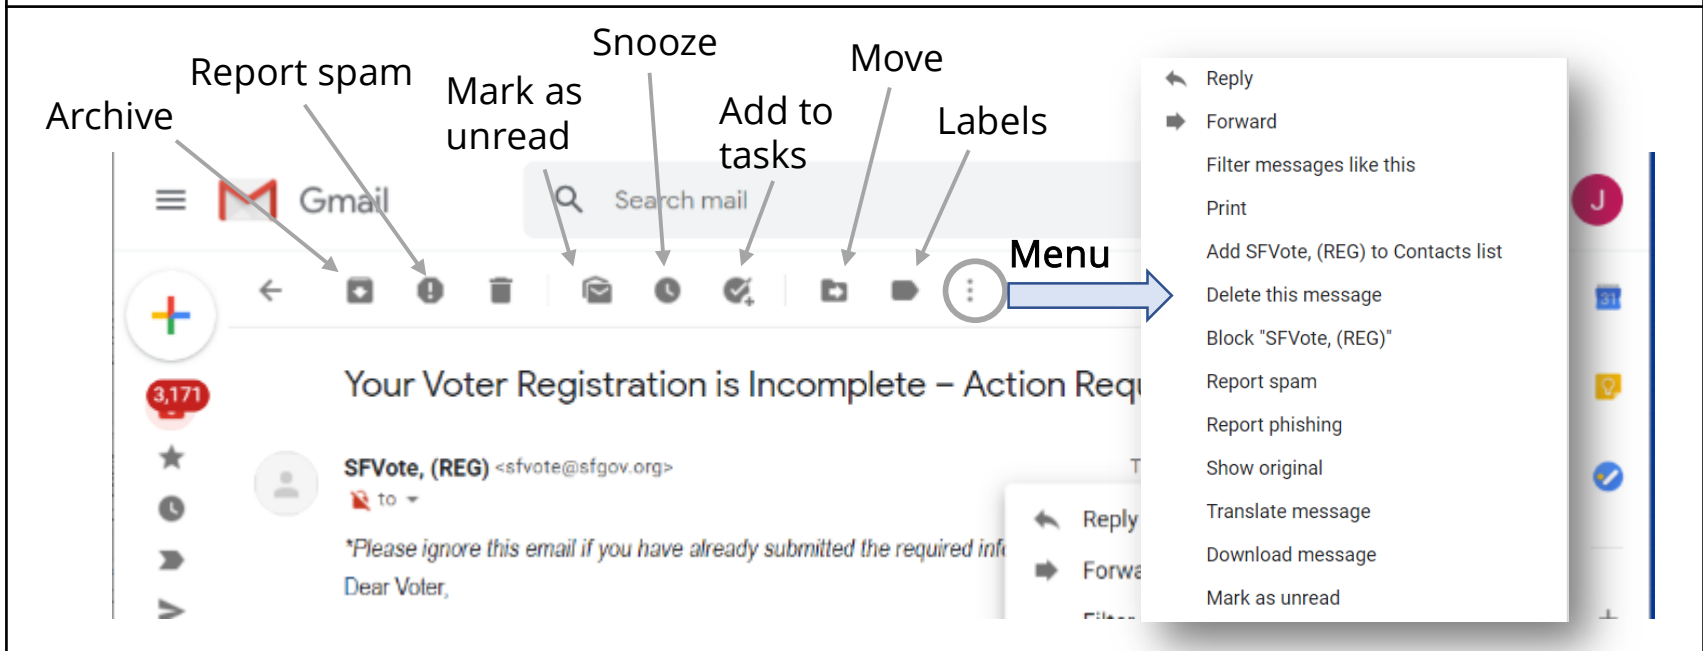 Snooze
Report spam
Move
Mark as
unread
Archive
Add to
tasks
Labels
Gmail
Search mail
J
Menu
31
3,171
Your Voter Registration is Incomplete – Action Requ
SFVote, (REG) <sfvote@sfgov.org>
T
to
*Please ignore this email if you have already submitted the required info
Dear Voter,
Reply
Forwa
Filter
Reply
Forward
Filter messages like this
Print
Add SFVote, (REG) to Contacts list
Delete this message
Block "SFVote, (REG)"
Report spam
Report phishing
Show original
Translate message
Download message
Mark as unread